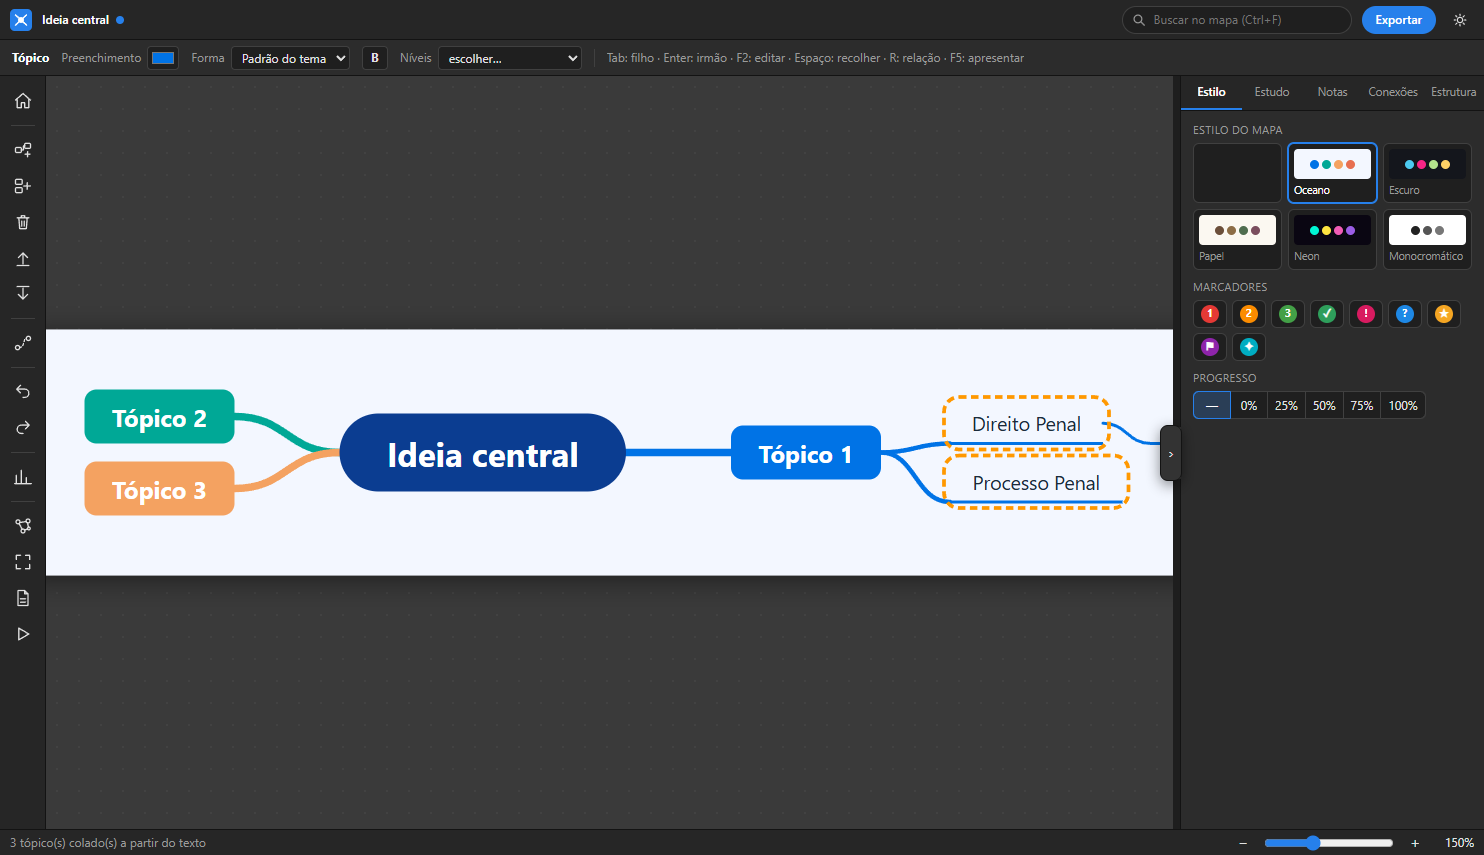 Ideia central
Buscar no mapa (Ctrl+F)
Exportar
Tópico
Preenchimento
Forma
Padrão do tema
B
Níveis
escolher...
Tab: filho · Enter: irmão · F2: editar · Espaço: recolher · R: relação · F5: apresentar
Estilo
Estudo
Notas
Conexões
Estrutura
ESTILO DO MAPA
Oceano
Escuro
Papel
Neon
Monocromático
MARCADORES
1
2
3
!
?
PROGRESSO
—
0%
25%
50%
75%
100%
Tópico 2
Tópico 3
Ideia central
Tópico 1
Direito Penal
Processo Penal
3 tópico(s) colado(s) a partir do texto
150%